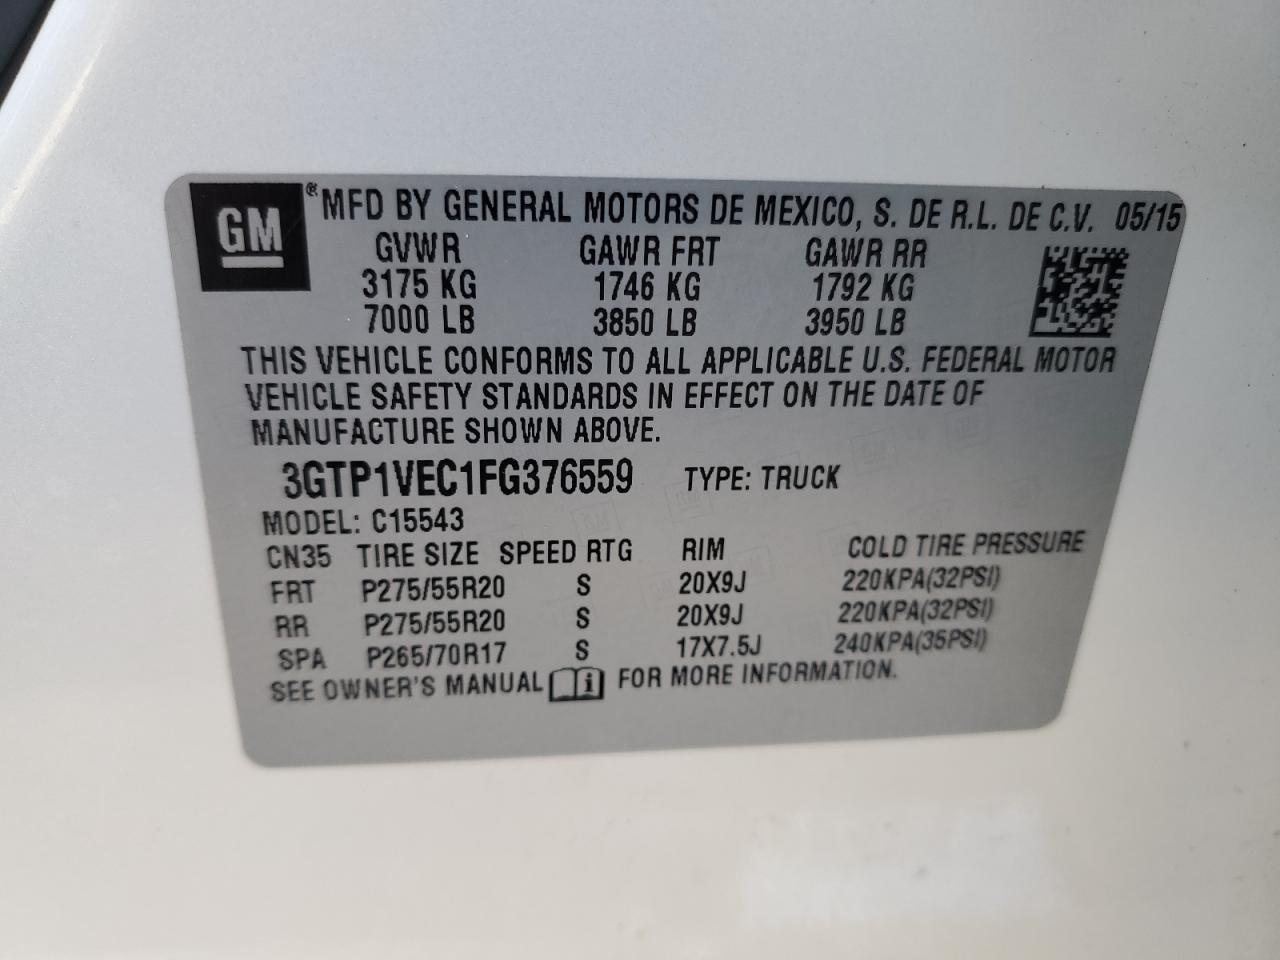 GM ® MFD BY GENERAL MOTORS DE MEXICO, S. DE R.L. DE C.V. 05/15
GVWR GAWR FRT GAWR RR
3175 KG 1746 KG 1792 KG
7000 LB 3850 LB 3950 LB
THIS VEHICLE CONFORMS TO ALL APPLICABLE U.S. FEDERAL MOTOR
VEHICLE SAFETY STANDARDS IN EFFECT ON THE DATE OF
MANUFACTURE SHOWN ABOVE.
3GTP1VEC1FG376559 TYPE: TRUCK
MODEL: C15543
CN35 TIRE SIZE SPEED RTG RIM COLD TIRE PRESSURE
FRT P275/55R20 S 20X9J 220KPA(32PSI)
RR P275/55R20 S 20X9J 220KPA(32PSI)
SPA P265/70R17 S 17X7.5J 240KPA(35PSI)
SEE OWNER'S MANUAL i FOR MORE INFORMATION.